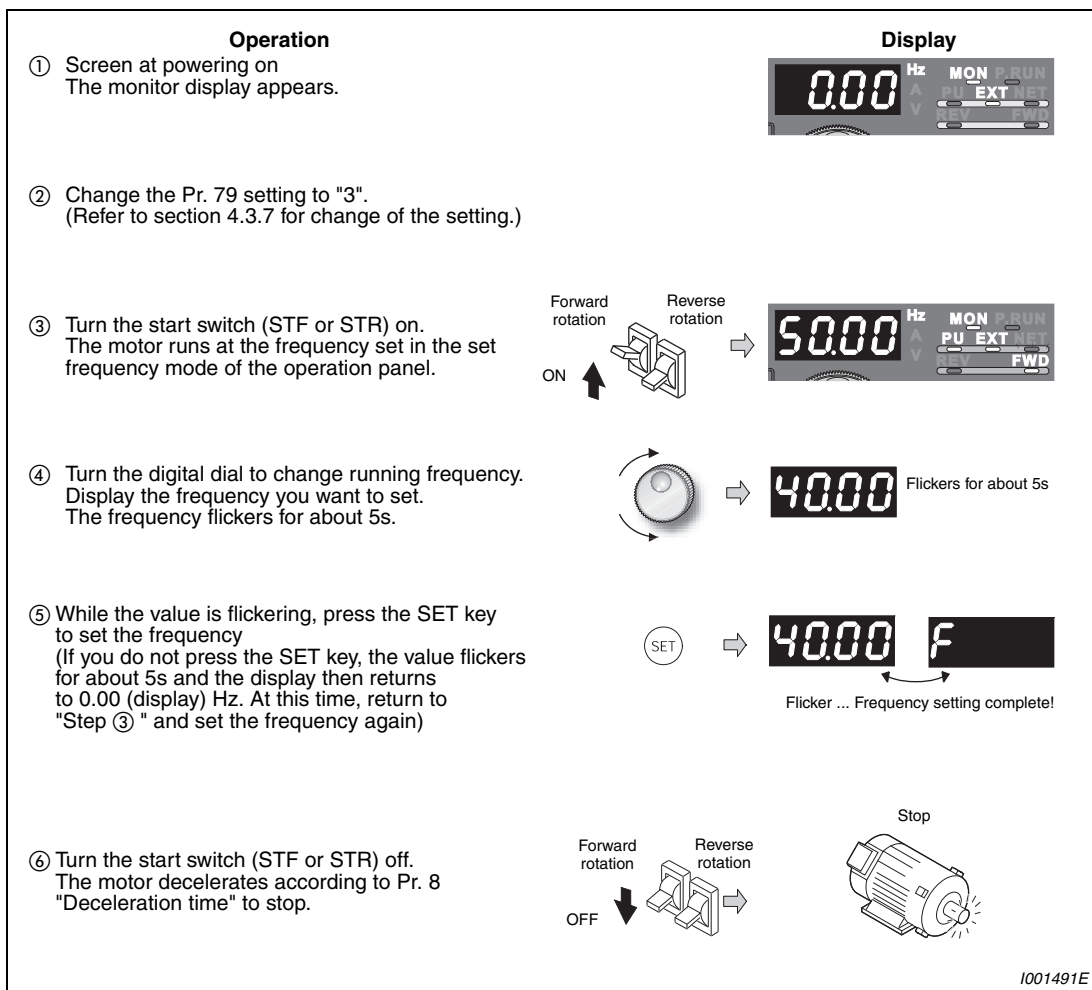 Operation
Display
① Screen at powering on
The monitor display appears.
0.00 Hz MON P.RUN
A PU EXT NET
V REV FWD
② Change the Pr. 79 setting to "3".
(Refer to section 4.3.7 for change of the setting.)
③ Turn the start switch (STF or STR) on.
The motor runs at the frequency set in the set
frequency mode of the operation panel.
Forward
rotation
Reverse
rotation
ON
50.00 Hz MON P.RUN
A PU EXT NET
V REV FWD
④ Turn the digital dial to change running frequency.
Display the frequency you want to set.
The frequency flickers for about 5s.
40.00
Flickers for about 5s
⑤ While the value is flickering, press the SET key
to set the frequency
(If you do not press the SET key, the value flickers
for about 5s and the display then returns
to 0.00 (display) Hz. At this time, return to
"Step ③ " and set the frequency again)
SET
40.00 F
Flicker ... Frequency setting complete!
⑥ Turn the start switch (STF or STR) off.
The motor decelerates according to Pr. 8
"Deceleration time" to stop.
Forward
rotation
Reverse
rotation
OFF
Stop
I001491E